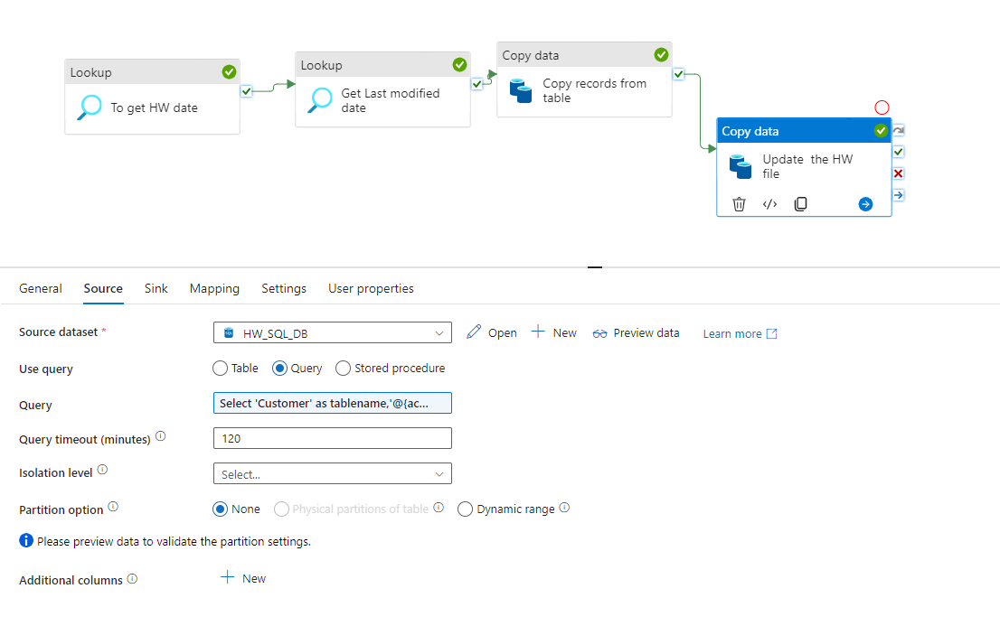 Lookup
To get HW date
Lookup
Get Last modified
date
Copy data
Copy records from
table
Copy data
Update the HW
file
General
Source
Sink
Mapping
Settings
User properties
Source dataset *
HW_SQL_DB
Open
New
Preview data
Learn more
Use query
Table
Query
Stored procedure
Query
Select 'Customer' as tablename,'@{ac...
Query timeout (minutes)
120
Isolation level
Select...
Partition option
None
Physical partitions of table
Dynamic range
Please preview data to validate the partition settings.
Additional columns
New